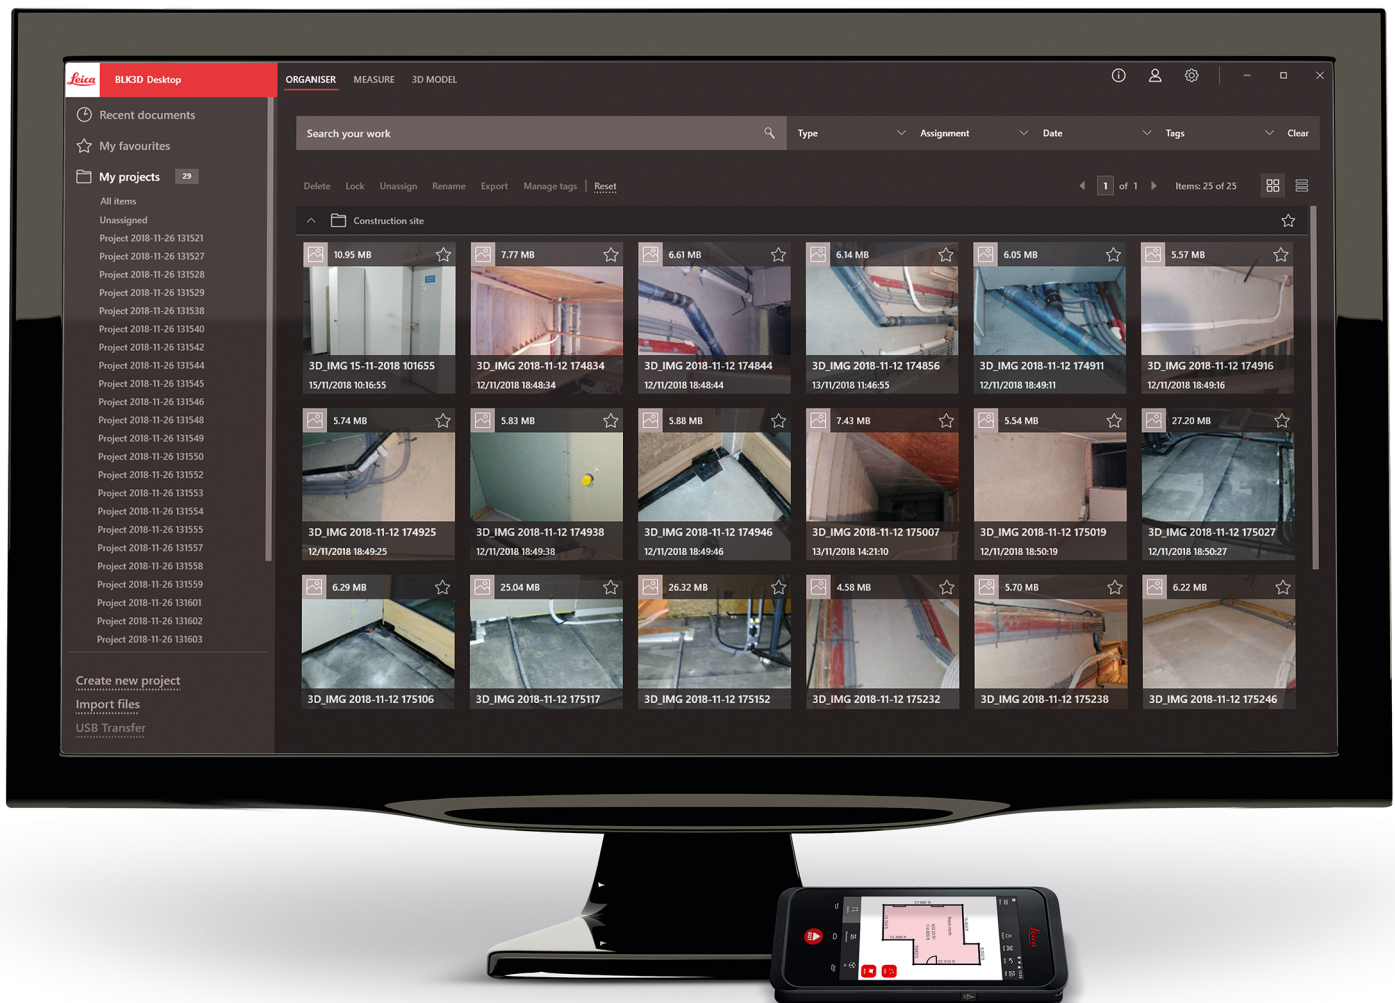 Leica
BLK3D Desktop
ORGANISER MEASURE 3D MODEL
Recent documents
My favourites
My projects 29
All items
Unassigned
Project 2018-11-26 131521
Project 2018-11-26 131527
Project 2018-11-26 131528
Project 2018-11-26 131529
Project 2018-11-26 131538
Project 2018-11-26 131540
Project 2018-11-26 131542
Project 2018-11-26 131544
Project 2018-11-26 131545
Project 2018-11-26 131546
Project 2018-11-26 131548
Project 2018-11-26 131549
Project 2018-11-26 131550
Project 2018-11-26 131552
Project 2018-11-26 131553
Project 2018-11-26 131554
Project 2018-11-26 131555
Project 2018-11-26 131557
Project 2018-11-26 131558
Project 2018-11-26 131559
Project 2018-11-26 131601
Project 2018-11-26 131602
Project 2018-11-26 131603
Create new project
Import files
USB Transfer
Search your work Type Assignment Date Tags Clear
Delete Lock Unassign Rename Export Manage tags Reset 1 of 1 Items: 25 of 25
Construction site
10.95 MB 7.77 MB 6.61 MB 6.14 MB 6.05 MB 5.57 MB
3D_IMG 15-11-2018 101655 3D_IMG 2018-11-12 174834 3D_IMG 2018-11-12 174844 3D_IMG 2018-11-12 174856 3D_IMG 2018-11-12 174911 3D_IMG 2018-11-12 174916
15/11/2018 10:16:55 12/11/2018 18:48:34 12/11/2018 18:48:44 13/11/2018 11:46:55 12/11/2018 18:49:11 12/11/2018 18:49:16
5.74 MB 5.83 MB 5.88 MB 7.43 MB 5.54 MB 27.20 MB
3D_IMG 2018-11-12 174925 3D_IMG 2018-11-12 174938 3D_IMG 2018-11-12 174946 3D_IMG 2018-11-12 175007 3D_IMG 2018-11-12 175019 3D_IMG 2018-11-12 175027
12/11/2018 18:49:25 12/11/2018 18:49:38 12/11/2018 18:49:46 13/11/2018 14:21:10 12/11/2018 18:50:19 12/11/2018 18:50:27
6.29 MB 25.04 MB 26.32 MB 4.58 MB 5.70 MB 6.22 MB
3D_IMG 2018-11-12 175106 3D_IMG 2018-11-12 175117 3D_IMG 2018-11-12 175152 3D_IMG 2018-11-12 175232 3D_IMG 2018-11-12 175238 3D_IMG 2018-11-12 175246
Leica